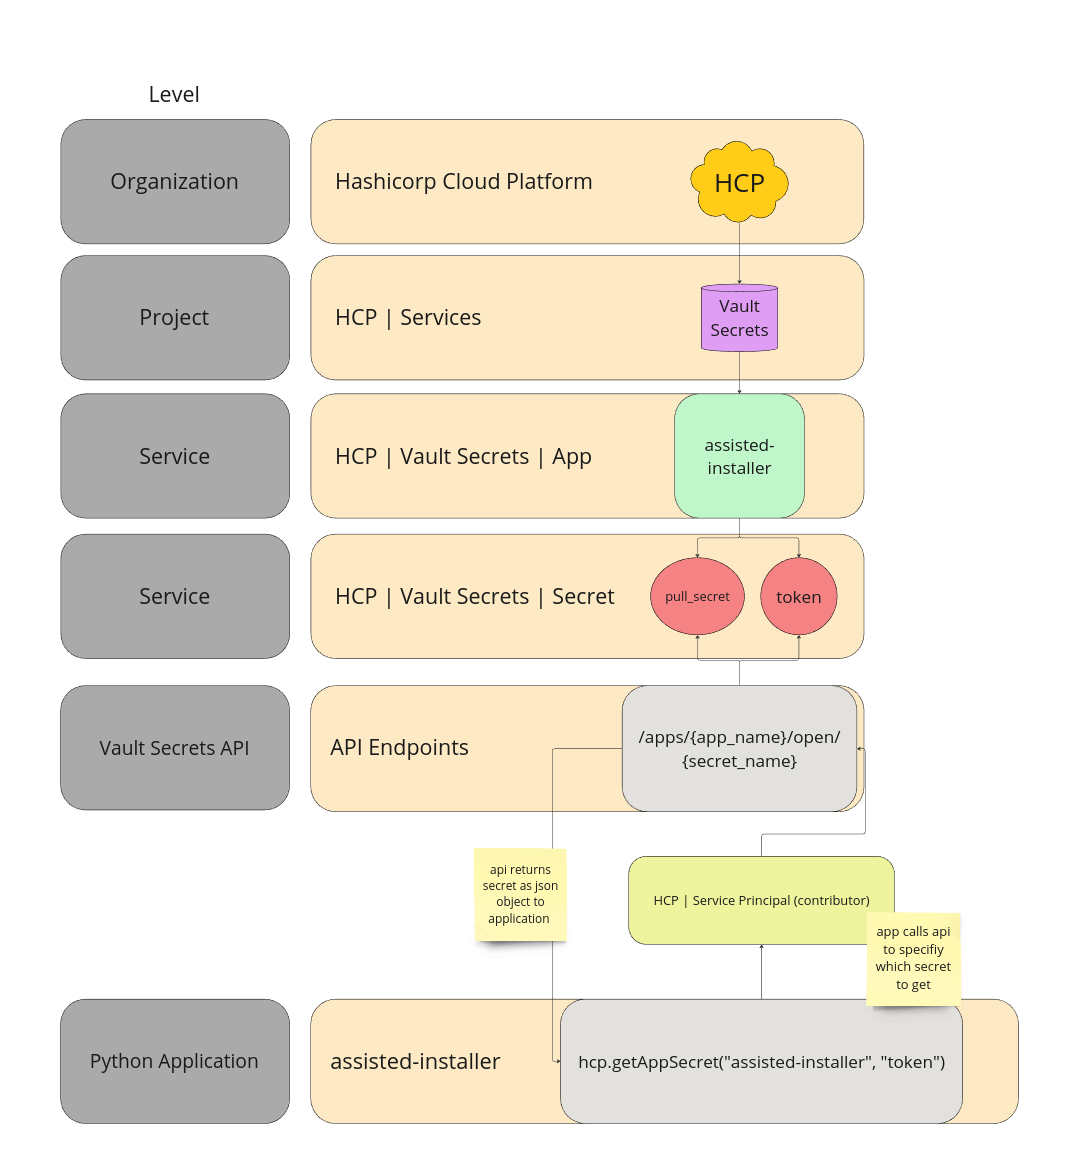 Level
Organization
Hashicorp Cloud Platform
HCP
Project
HCP | Services
Vault
Secrets
Service
HCP | Vault Secrets | App
assisted-
installer
Service
HCP | Vault Secrets | Secret
pull_secret
token
Vault Secrets API
API Endpoints
/apps/{app_name}/open/
{secret_name}
api returns
secret as json
object to
application
HCP | Service Principal (contributor)
app calls api
to specifiy
which secret
to get
Python Application
assisted-installer
hcp.getAppSecret("assisted-installer", "token")